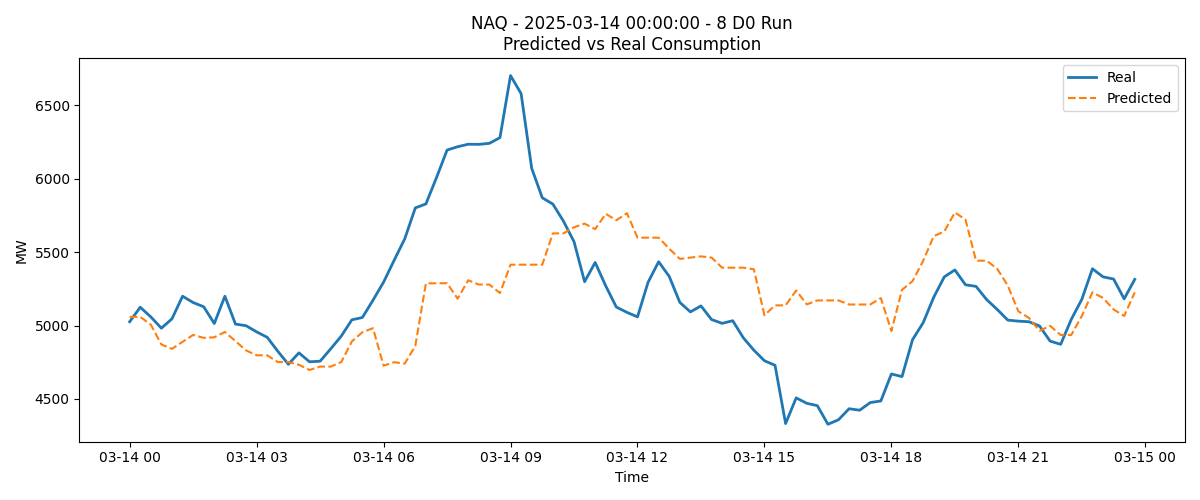 NAQ - 2025-03-14 00:00:00 - 8 D0 Run
Predicted vs Real Consumption
Real
Predicted
MW
6500
6000
5500
5000
4500
03-14 00
03-14 03
03-14 06
03-14 09
03-14 12
03-14 15
03-14 18
03-14 21
03-15 00
Time